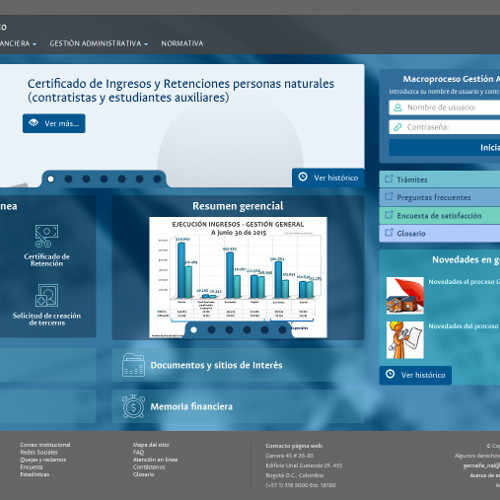 ANCIERA
GESTIÓN ADMINISTRATIVA
NORMATIVA
Certificado de Ingresos y Retenciones personas naturales
(contratistas y estudiantes auxiliares)
Ver más...
Ver histórico
Macroproceso Gestión A
Introduzca su nombre de usuario y contr
Nombre de usuario:
Contraseña:
Inicia
Trámites
Preguntas frecuentes
Encuesta de satisfacción
Glosario
nea
Certificado de
Retención
Solicitud de creación
de terceros
Resumen gerencial
EJECUCIÓN INGRESOS - GESTIÓN GENERAL
A junio 30 de 2015
Documentos y sitios de Interés
Memoria financiera
Novedades en g
Novedades el proceso G
Novedades del proceso
Ver histórico
Correo institucional
Redes Sociales
Quejas y reclamos
Encuesta
Estadísticas
Mapa del sitio
FAQ
Atención en línea
Contáctenos
Glosario
Contacto página web:
Carrera 45 # 26-85
Edificio Uriel Gutierréz Of. 453
Bogotá D.C., Colombia
(+57 1) 316 5000 Ext. 18180
© Co
Algunos derechos
gernalfa_nal@
Acerca de es